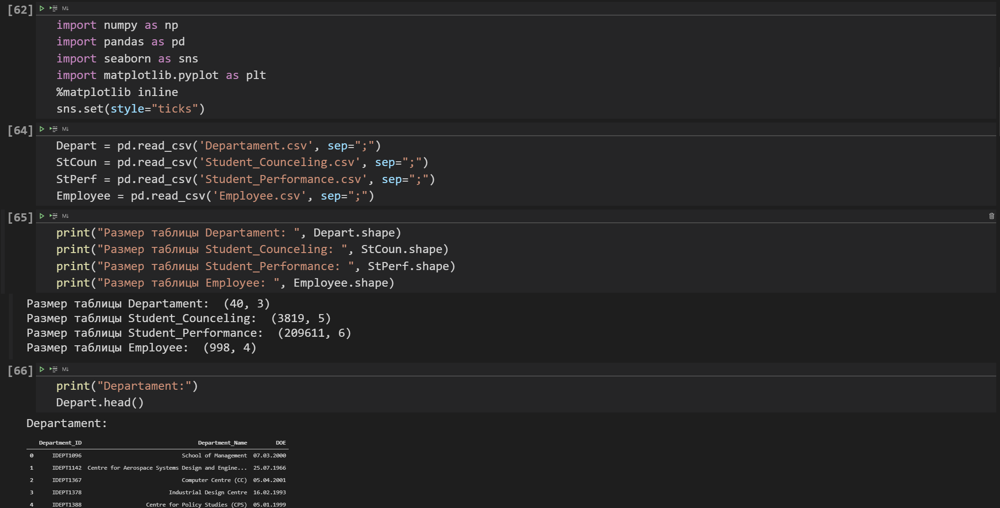 [62]
M↓
import numpy as np
import pandas as pd
import seaborn as sns
import matplotlib.pyplot as plt
%matplotlib inline
sns.set(style="ticks")
[64]
M↓
Depart = pd.read_csv('Departament.csv', sep=";")
StCoun = pd.read_csv('Student_Counceling.csv', sep=";")
StPerf = pd.read_csv('Student_Performance.csv', sep=";")
Employee = pd.read_csv('Employee.csv', sep=";")
[65]
M↓
print("Размер таблицы Departament: ", Depart.shape)
print("Размер таблицы Student_Counceling: ", StCoun.shape)
print("Размер таблицы Student_Performance: ", StPerf.shape)
print("Размер таблицы Employee: ", Employee.shape)
Размер таблицы Departament:  (40, 3)
Размер таблицы Student_Counceling:  (3819, 5)
Размер таблицы Student_Performance:  (209611, 6)
Размер таблицы Employee:  (998, 4)
[66]
M↓
print("Departament:")
Depart.head()
Departament:
Department_ID Department_Name DOE
0 IDEPT1096 School of Management 07.03.2000
1 IDEPT1142 Centre for Aerospace Systems Design and Engine... 25.07.1966
2 IDEPT1367 Computer Centre (CC) 05.04.2001
3 IDEPT1378 Industrial Design Centre 16.02.1993
4 IDEPT1388 Centre for Policy Studies (CPS) 05.01.1999